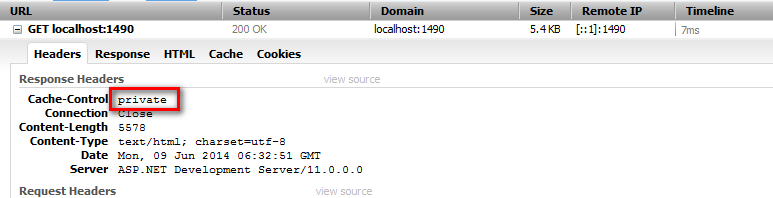 URL Status Domain Size Remote IP Timeline
GET localhost:1490 200 OK localhost:1490 5.4 KB [::1]:1490 7ms
Headers Response HTML Cache Cookies
Response Headers view source
Cache-Control private
Connection Close
Content-Length 5578
Content-Type text/html; charset=utf-8
Date Mon, 09 Jun 2014 06:32:51 GMT
Server ASP.NET Development Server/11.0.0.0
Request Headers view source